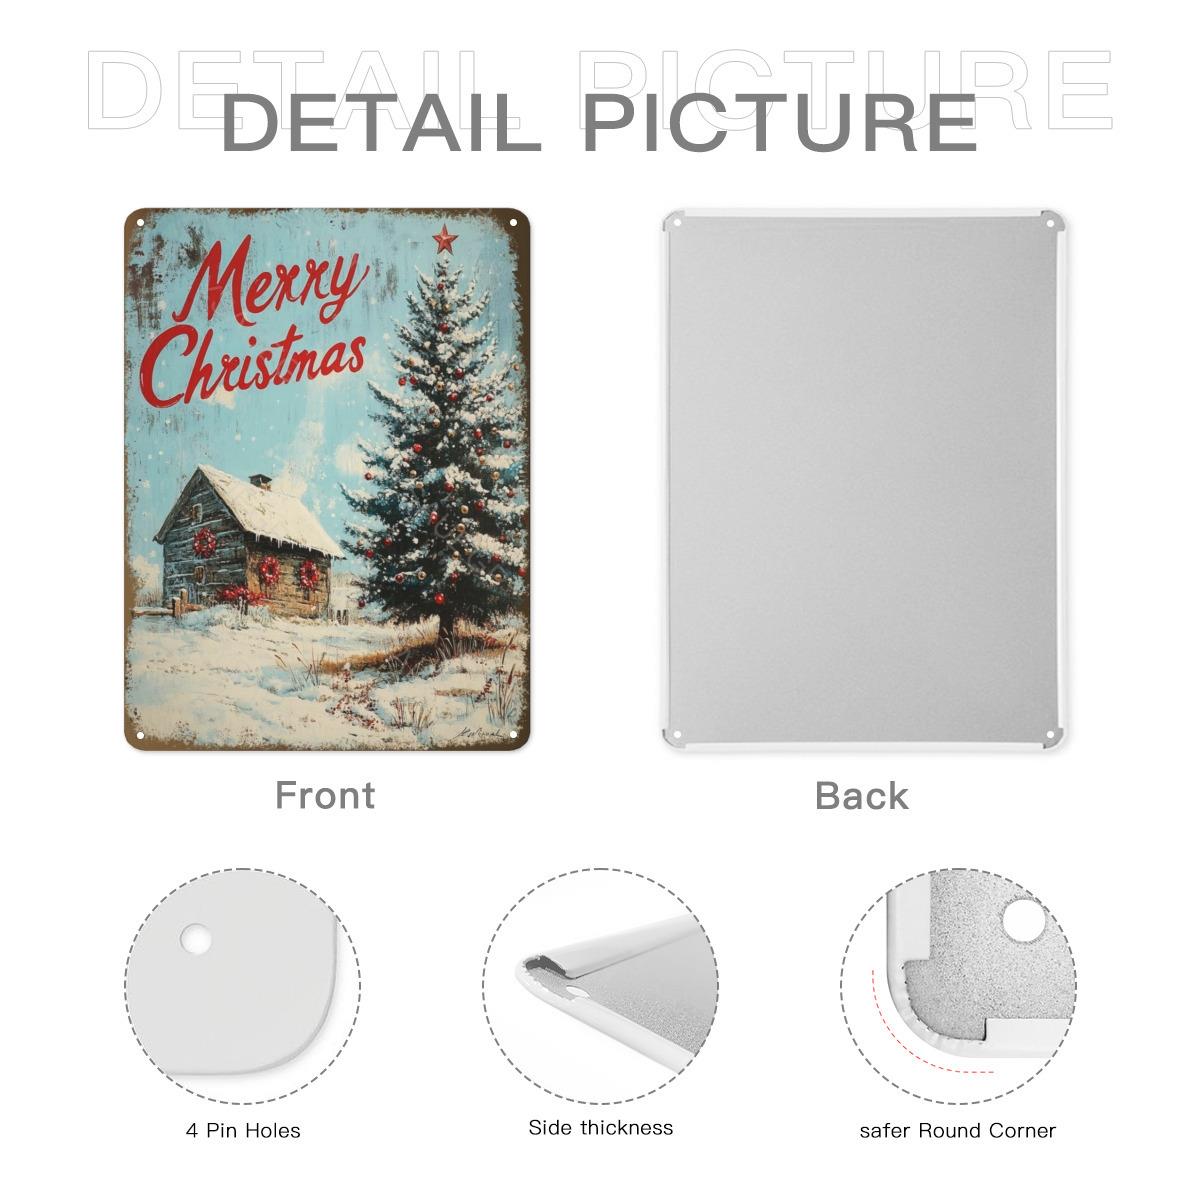 DETAIL PICTURE
DETAIL PICTURE
Merry
Christmas
Front
Back
4 Pin Holes
Side thickness
safer Round Corner